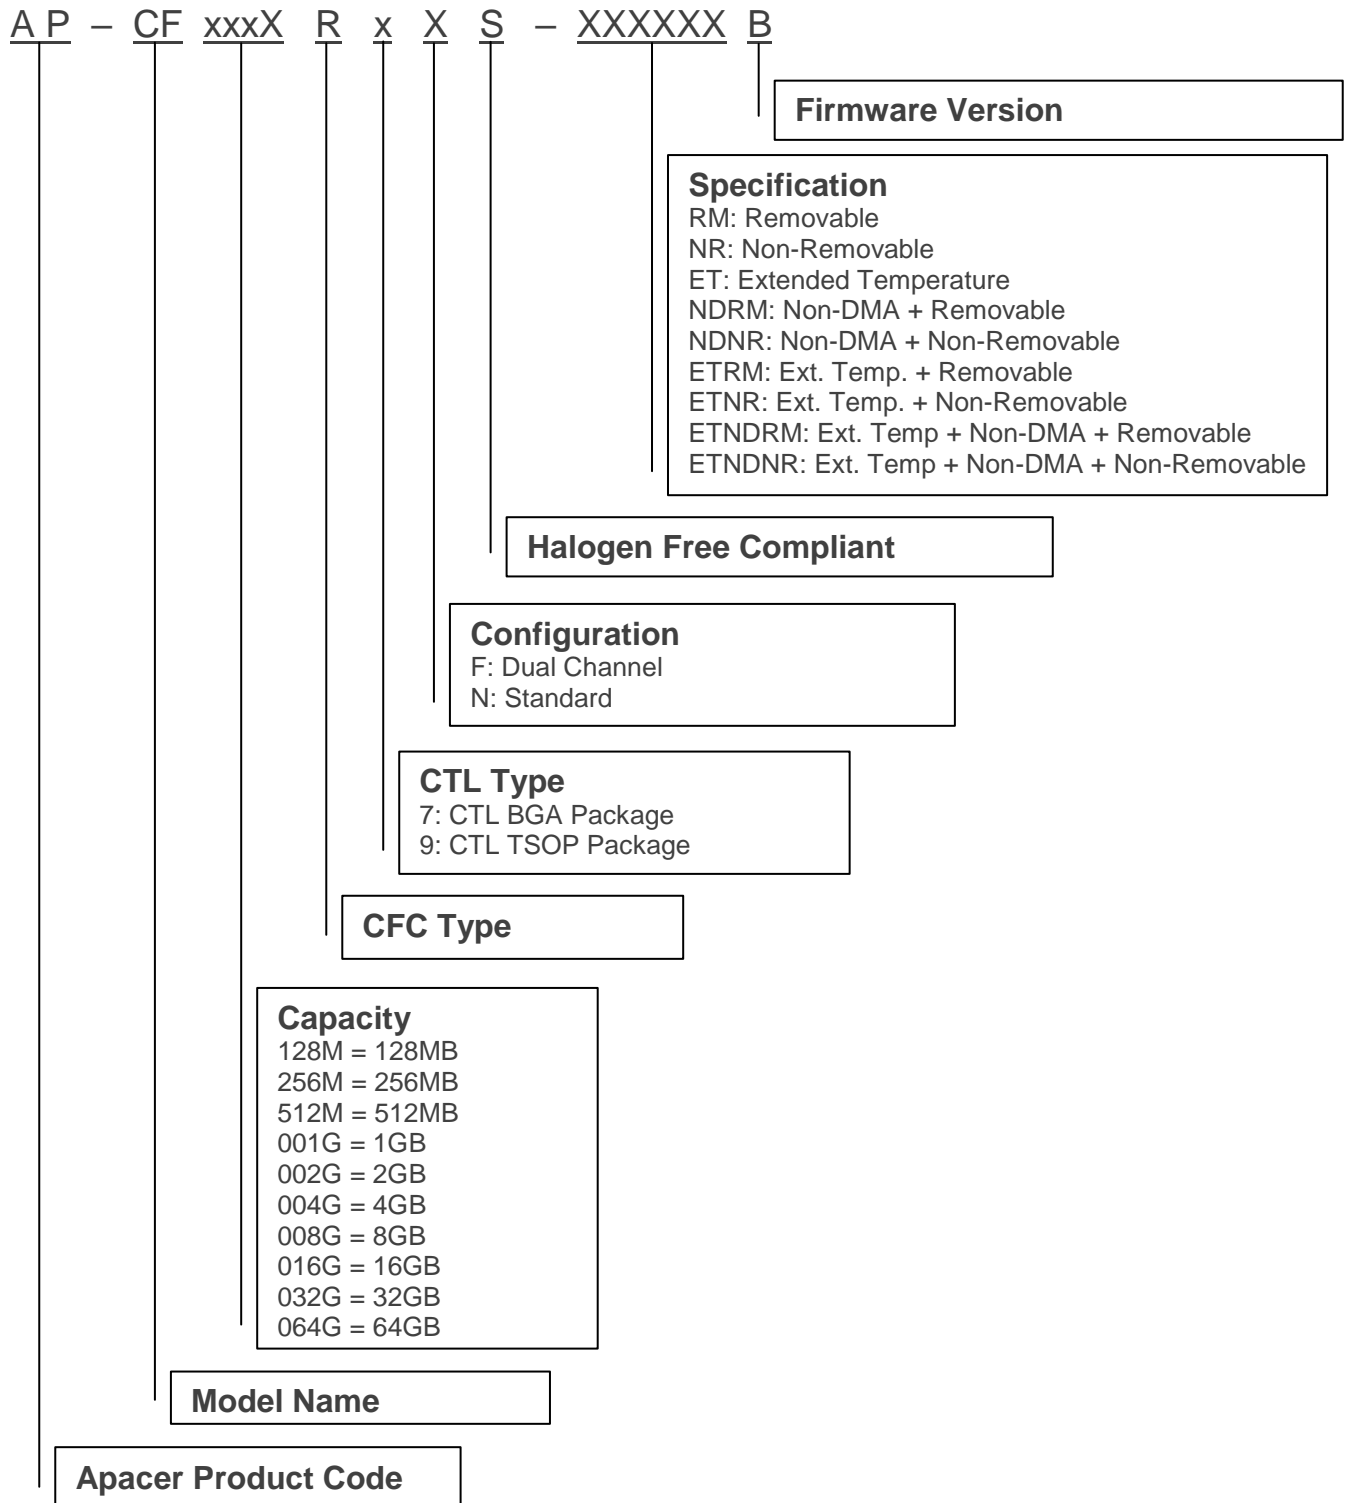 AP – CF xxxX R x X S – XXXXXX B
Firmware Version
Specification
RM: Removable
NR: Non-Removable
ET: Extended Temperature
NDRM: Non-DMA + Removable
NDNR: Non-DMA + Non-Removable
ETRM: Ext. Temp. + Removable
ETNR: Ext. Temp. + Non-Removable
ETNDRM: Ext. Temp + Non-DMA + Removable
ETNDNR: Ext. Temp + Non-DMA + Non-Removable
Halogen Free Compliant
Configuration
F: Dual Channel
N: Standard
CTL Type
7: CTL BGA Package
9: CTL TSOP Package
CFC Type
Capacity
128M = 128MB
256M = 256MB
512M = 512MB
001G = 1GB
002G = 2GB
004G = 4GB
008G = 8GB
016G = 16GB
032G = 32GB
064G = 64GB
Model Name
Apacer Product Code